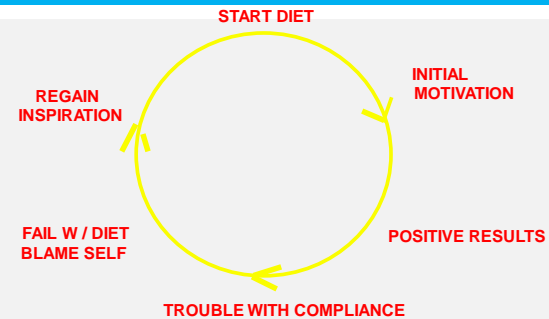 START DIET
INITIAL
MOTIVATION
POSITIVE RESULTS
TROUBLE WITH COMPLIANCE
FAIL W / DIET
BLAME SELF
REGAIN
INSPIRATION